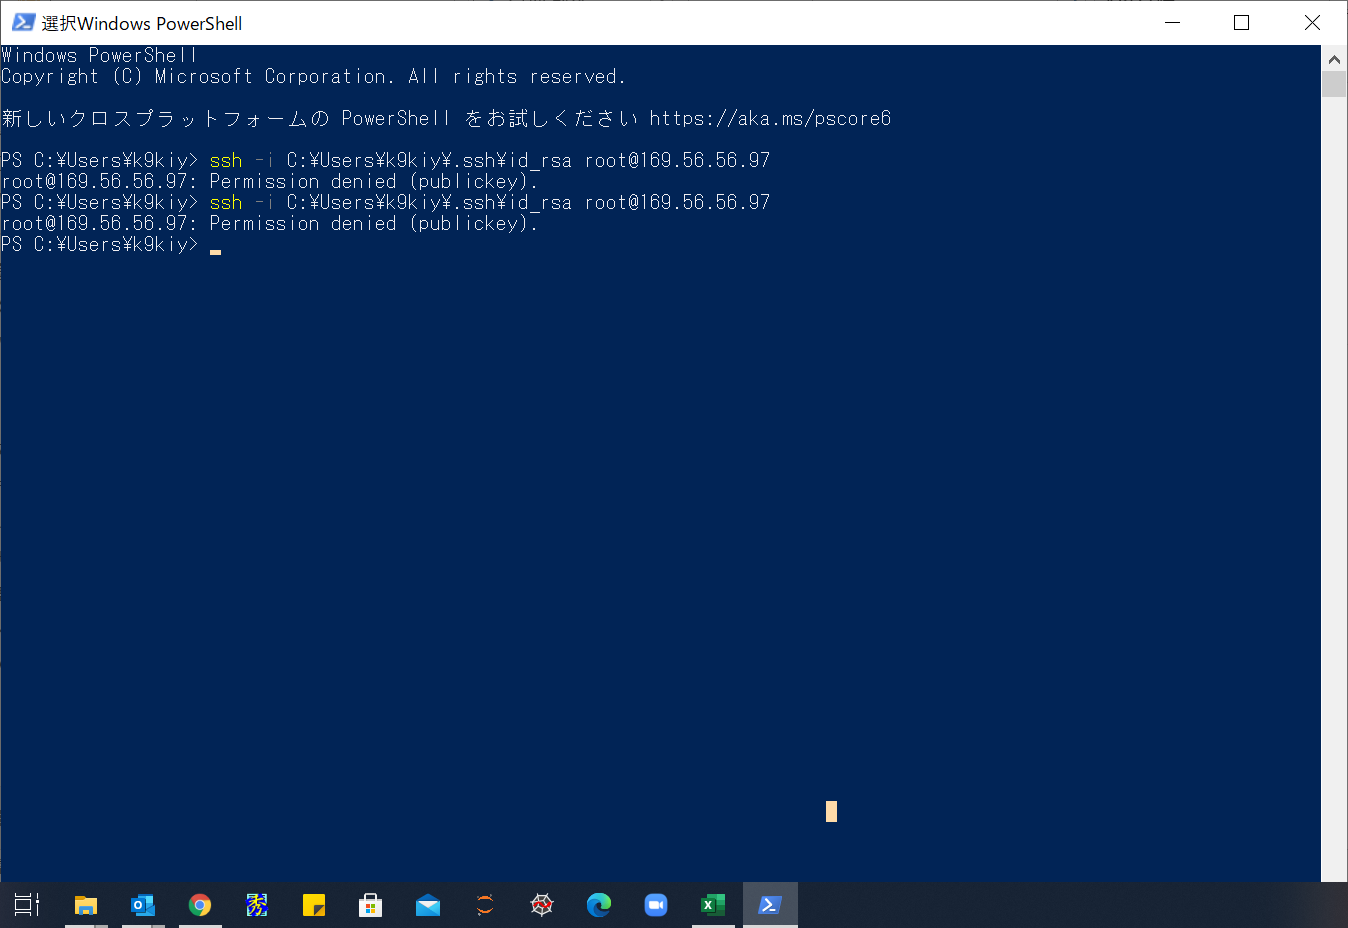 選択Windows PowerShell
Windows PowerShell
Copyright (C) Microsoft Corporation. All rights reserved.
新しいクロスプラットフォームの PowerShell をお試しください https://aka.ms/pscore6
PS C:¥Users¥k9kiy> ssh -i C:¥Users¥k9kiy¥.ssh¥id_rsa root@169.56.56.97
root@169.56.56.97: Permission denied (publickey).
PS C:¥Users¥k9kiy> ssh -i C:¥Users¥k9kiy¥.ssh¥id_rsa root@169.56.56.97
root@169.56.56.97: Permission denied (publickey).
PS C:¥Users¥k9kiy>